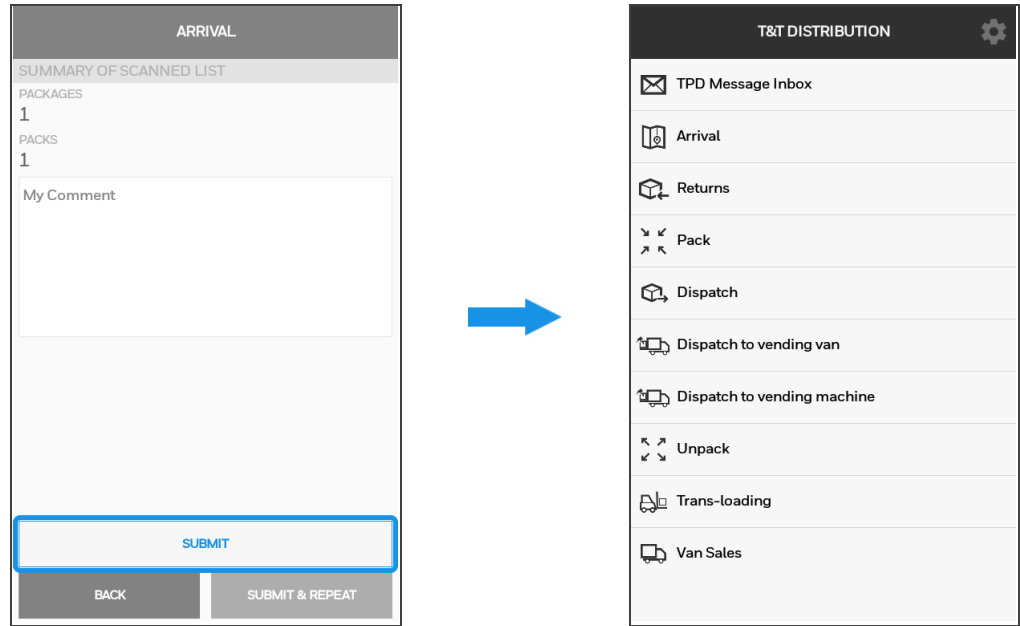 ARRIVAL
SUMMARY OF SCANNED LIST
PACKAGES
1
PACKS
1
My Comment
SUBMIT
BACK
SUBMIT & REPEAT
T&T DISTRIBUTION
TPD Message Inbox
Arrival
Returns
Pack
Dispatch
Dispatch to vending van
Dispatch to vending machine
Unpack
Trans-loading
Van Sales